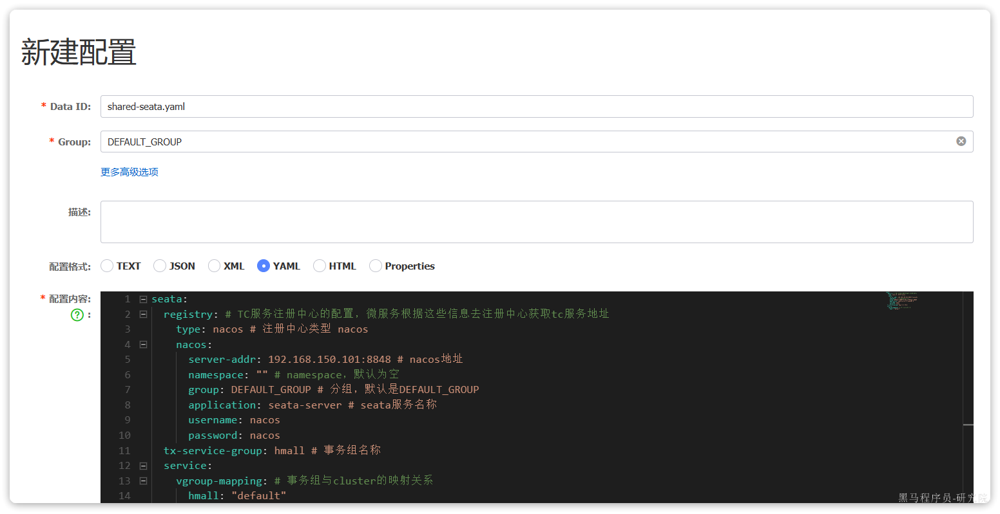 新建配置
* Data ID: shared-seata.yaml
* Group: DEFAULT_GROUP
更多高级选项
描述:
配置格式: TEXT JSON XML YAML HTML Properties
* 配置内容:
? :
1 seata:
2 registry: # TC服务注册中心的配置，微服务根据这些信息去注册中心获取tc服务地址
3 type: nacos # 注册中心类型 nacos
4 nacos:
5 server-addr: 192.168.150.101:8848 # nacos地址
6 namespace: "" # namespace，默认为空
7 group: DEFAULT_GROUP # 分组，默认是DEFAULT_GROUP
8 application: seata-server # seata服务名称
9 username: nacos
10 password: nacos
11 tx-service-group: hmall # 事务组名称
12 service:
13 vgroup-mapping: # 事务组与cluster的映射关系
14 hmall: "default"
黑马程序员-研究院